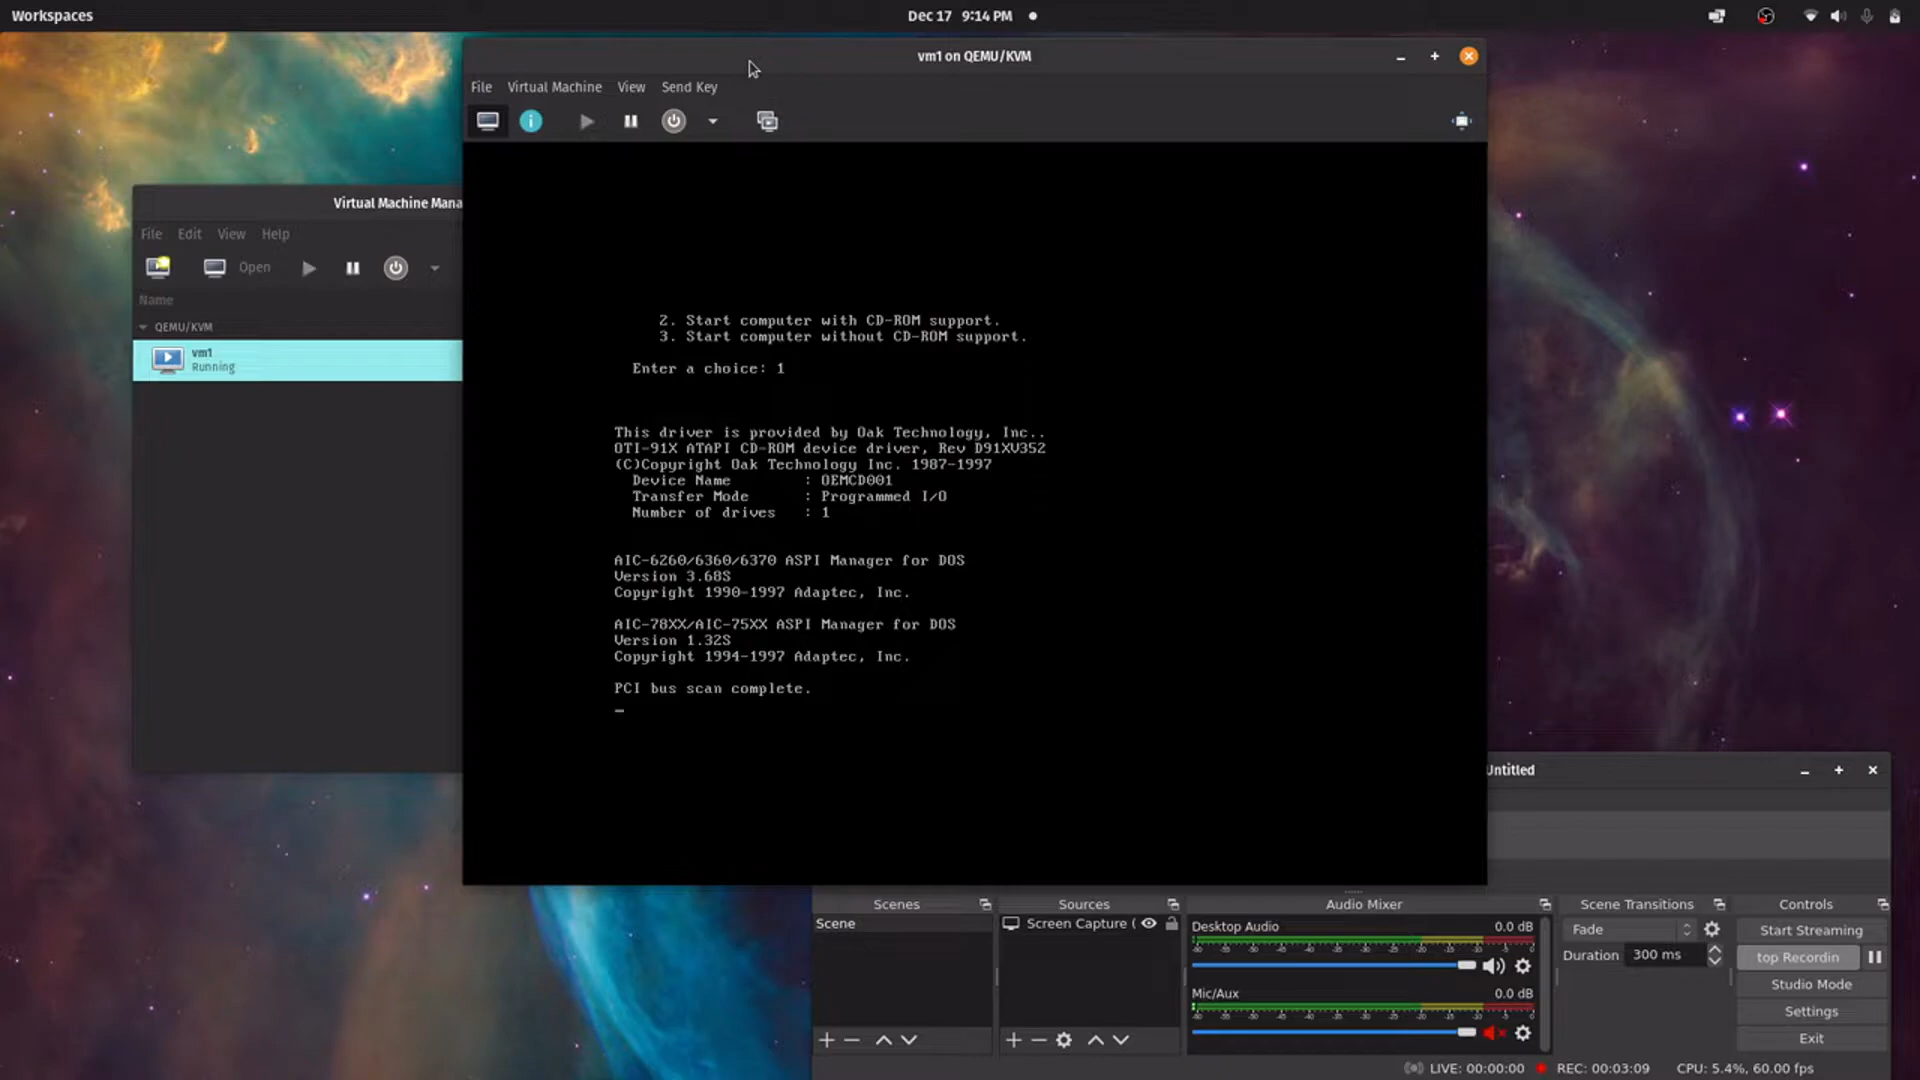 Workspaces
Dec 17 9:14 PM
vm1 on QEMU/KVM
File Virtual Machine View Send Key
Virtual Machine Mana
File Edit View Help
Open
Name
QEMU/KVM
vm1
Running
2. Start computer with CD-ROM support.
3. Start computer without CD-ROM support.
Enter a choice: 1
This driver is provided by Oak Technology, Inc..
OTI-91X ATAPI CD-ROM device driver, Rev D91XV352
(C)Copyright Oak Technology Inc. 1987-1997
Device Name : OEMCD001
Transfer Mode : Programmed I/O
Number of drives : 1
AIC-6260/6360/6370 ASPI Manager for DOS
Version 3.68S
Copyright 1990-1997 Adaptec, Inc.
AIC-78XX/AIC-75XX ASPI Manager for DOS
Version 1.32S
Copyright 1994-1997 Adaptec, Inc.
PCI bus scan complete.
_
Untitled
Scenes
Scene
Sources
Screen Capture (
Audio Mixer
Desktop Audio 0.0 dB
Mic/Aux 0.0 dB
Scene Transitions
Fade
Duration 300 ms
Controls
Start Streaming
top Recordin
Studio Mode
Settings
Exit
LIVE: 00:00:00 REC: 00:03:09 CPU: 5.4%, 60.00 fps